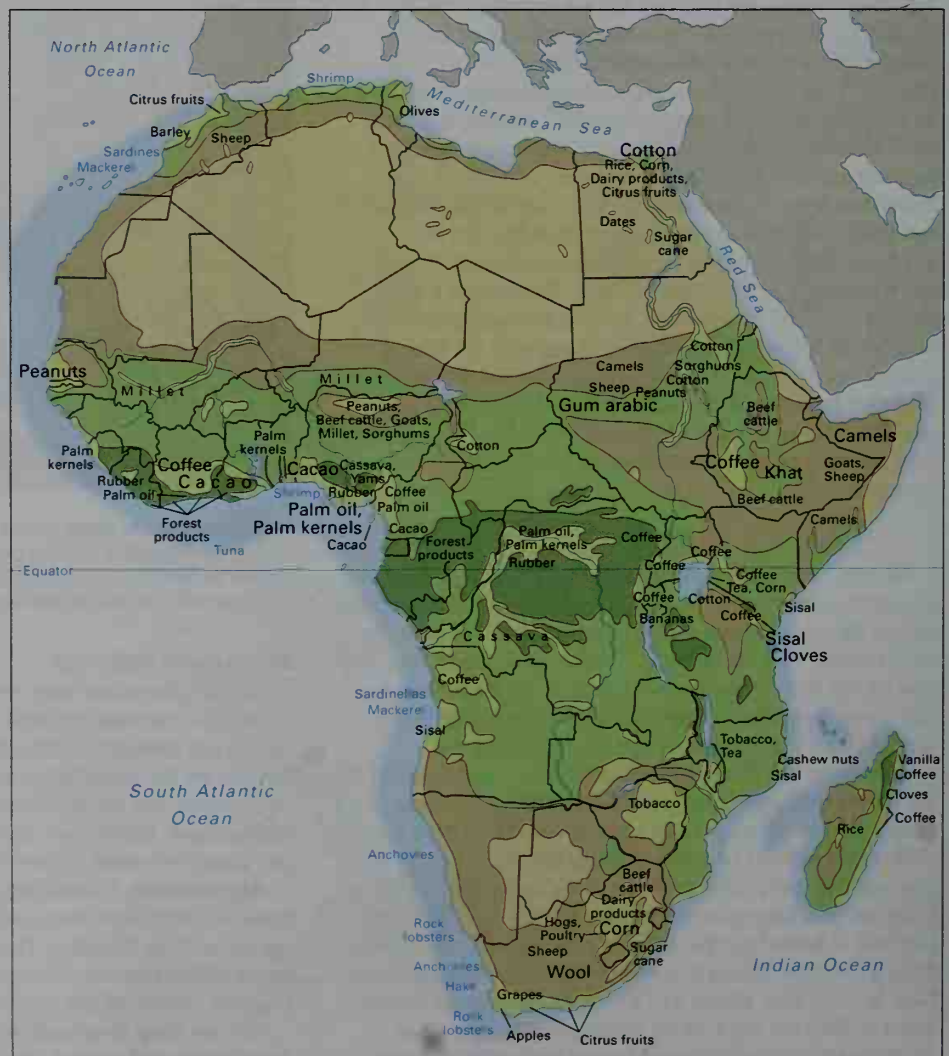 North Atlantic
Ocean
Shrimp
Mediterranean Sea
Citrus fruits
Olives
Barley
Sheep
Sardines
Mackerel
Cotton
Rice, Corn,
Dairy products,
Citrus fruits
Dates
Sugar
cane
Red Sea
Peanuts
Millet
Millet
Camels
Cotton
Sorghums
Sheep
Peanuts
Cotton
Gum arabic
Peanuts,
Beef cattle, Goats,
Millet, Sorghums
Beef
cattle
Camels
Palm
kernels
Palm
kernels
Coffee
Cacao
Cacao
Cassava,
Yams
Cotton
Coffee
Khat
Goats,
Sheep
Rubber
Palm oil
Shrimp
Rubber
Coffee
Palm oil
Beef cattle
Forest
products
Palm oil,
Palm kernels
Camels
Tuna
Cacao
Cacao
Forest
products
Palm oil,
Palm kernels
Coffee
Coffee
Equator
Rubber
Coffee
Coffee
Tea, Corn
Coffee
Bananas
Cotton
Coffee
Sisal
Cassava
Sisal
Cloves
Coffee
Sardinellas
Mackerel
Sisal
Tobacco,
Tea
Cashew nuts
Sisal
Vanilla
Coffee
Cloves
Coffee
South Atlantic
Ocean
Tobacco
Rice
Anchovies
Beef
cattle
Dairy
products
Hogs,
Poultry
Corn
Rock
lobsters
Sheep
Sugar
cane
Wool
Anchovies
Hake
Indian Ocean
Grapes
Rock
lobsters
Apples
Citrus fruits